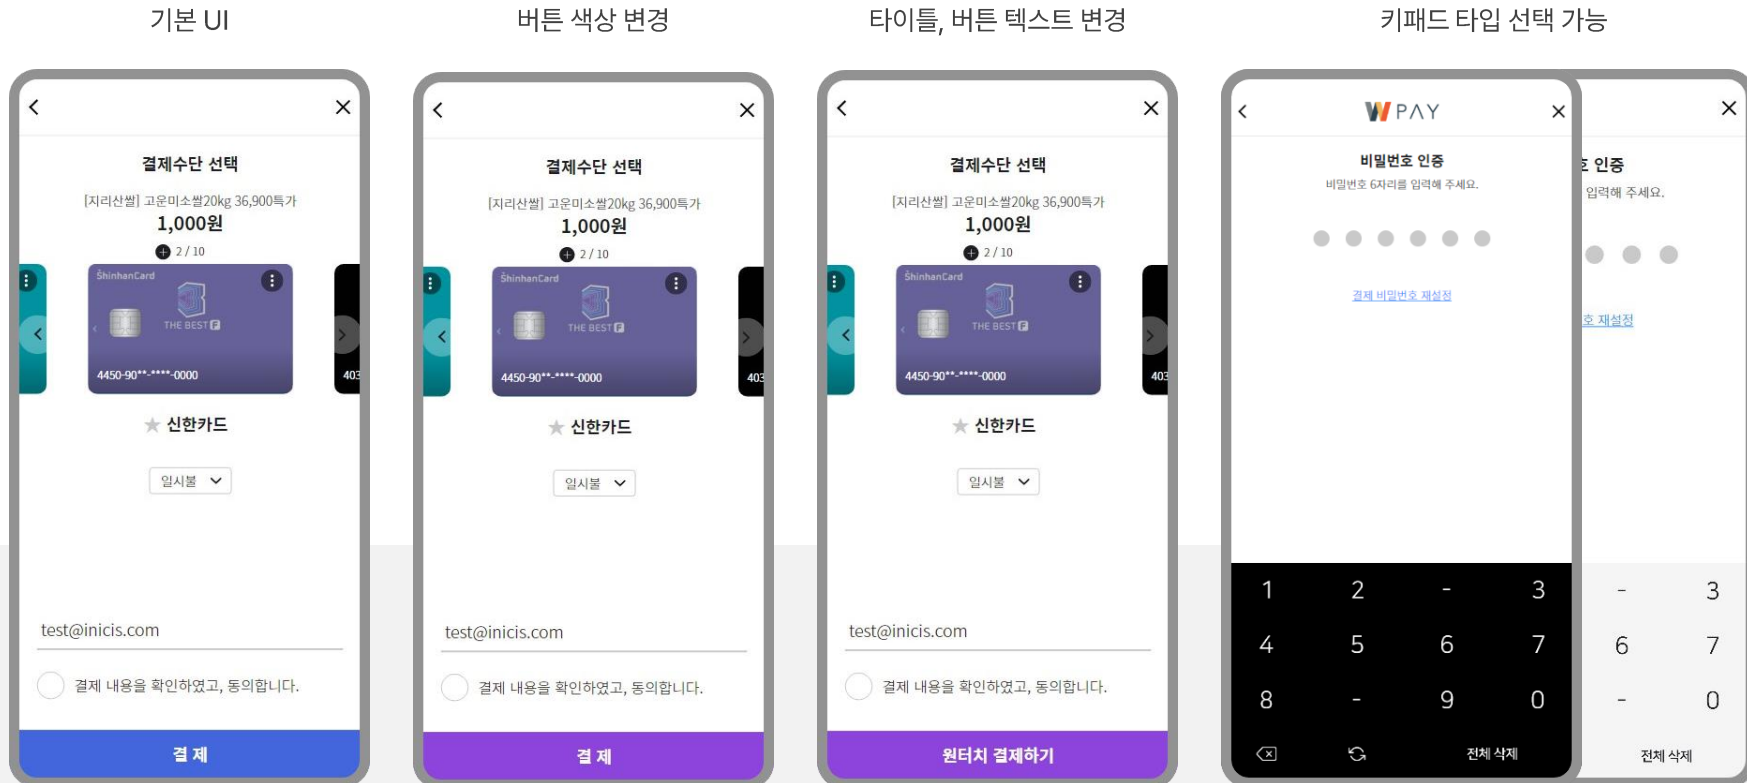 기본 UI
버튼 색상 변경
타이틀, 버튼 텍스트 변경
키패드 타입 선택 가능
결제수단 선택
[지리산쌀] 고운미소쌀20kg 36,900특가
1,000원
2 / 10
ShinhanCard
THE BEST F
4450-90**-****-0000
403
신한카드
일시불
test@inicis.com
결제 내용을 확인하였고, 동의합니다.
결 제
결제수단 선택
[지리산쌀] 고운미소쌀20kg 36,900특가
1,000원
2 / 10
ShinhanCard
THE BEST F
4450-90**-****-0000
403
신한카드
일시불
test@inicis.com
결제 내용을 확인하였고, 동의합니다.
결 제
결제수단 선택
[지리산쌀] 고운미소쌀20kg 36,900특가
1,000원
2 / 10
ShinhanCard
THE BEST F
4450-90**-****-0000
403
신한카드
일시불
test@inicis.com
결제 내용을 확인하였고, 동의합니다.
원터치 결제하기
W PAY
비밀번호 인증
비밀번호 6자리를 입력해 주세요.
결제 비밀번호 재설정
1 2 - 3
4 5 6 7
8 - 9 0
전체 삭제
호 인증
입력해 주세요.
호 재설정
- 3
6 7
- 0
전체 삭제